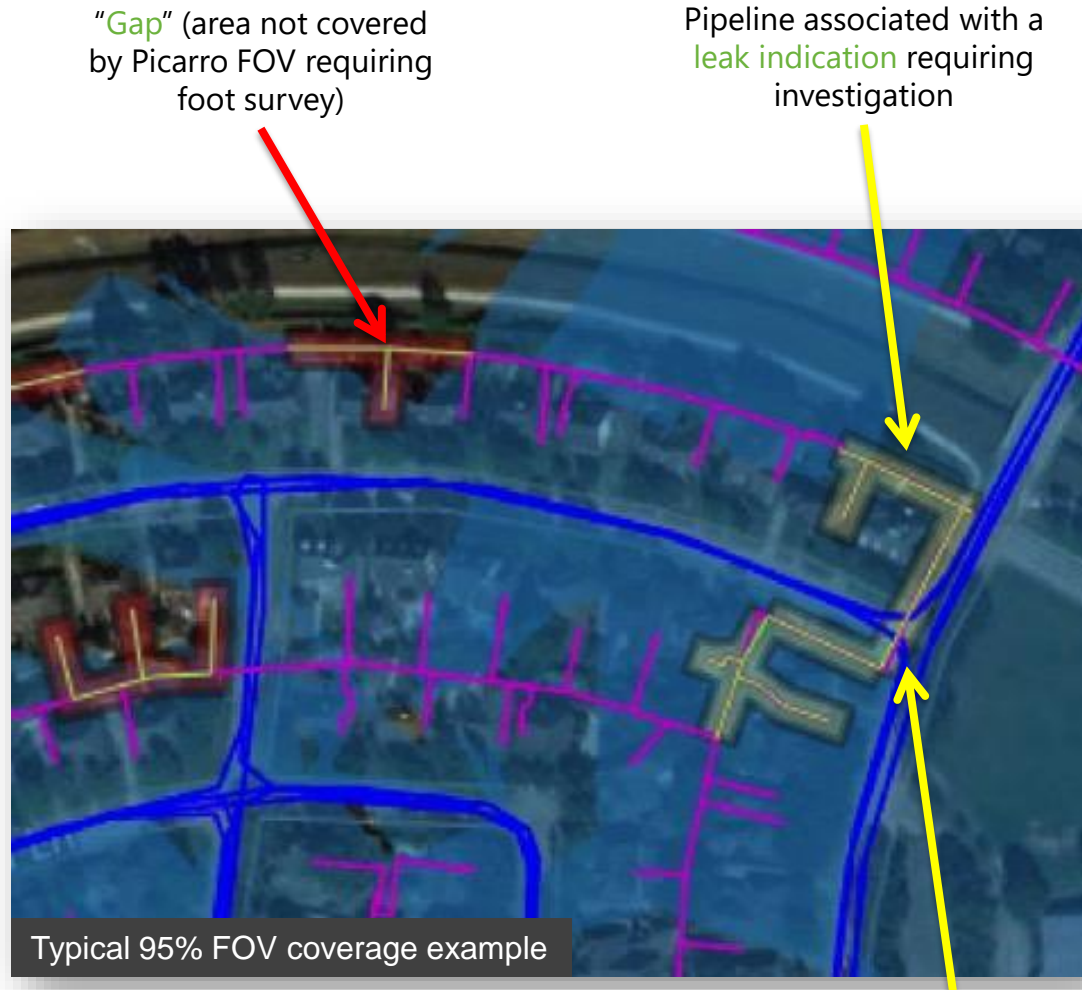 “Gap” (area not covered
by Picarro FOV requiring
foot survey)
Pipeline associated with a
leak indication requiring
investigation
Typical 95% FOV coverage example